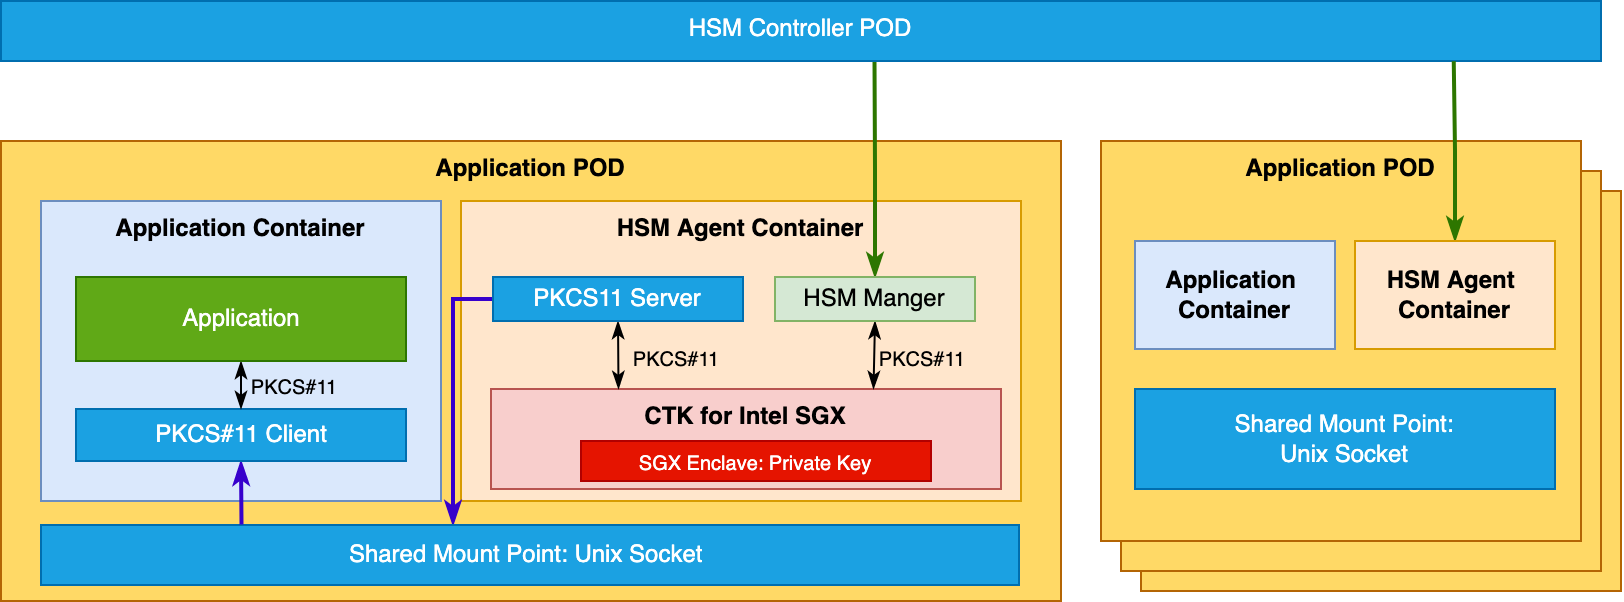 HSM Controller POD
Application POD
Application Container
Application
PKCS#11
PKCS#11 Client
HSM Agent Container
PKCS11 Server
HSM Manger
PKCS#11
PKCS#11
CTK for Intel SGX
SGX Enclave: Private Key
Shared Mount Point: Unix Socket
Application POD
Application
Container
HSM Agent
Container
Shared Mount Point:
Unix Socket